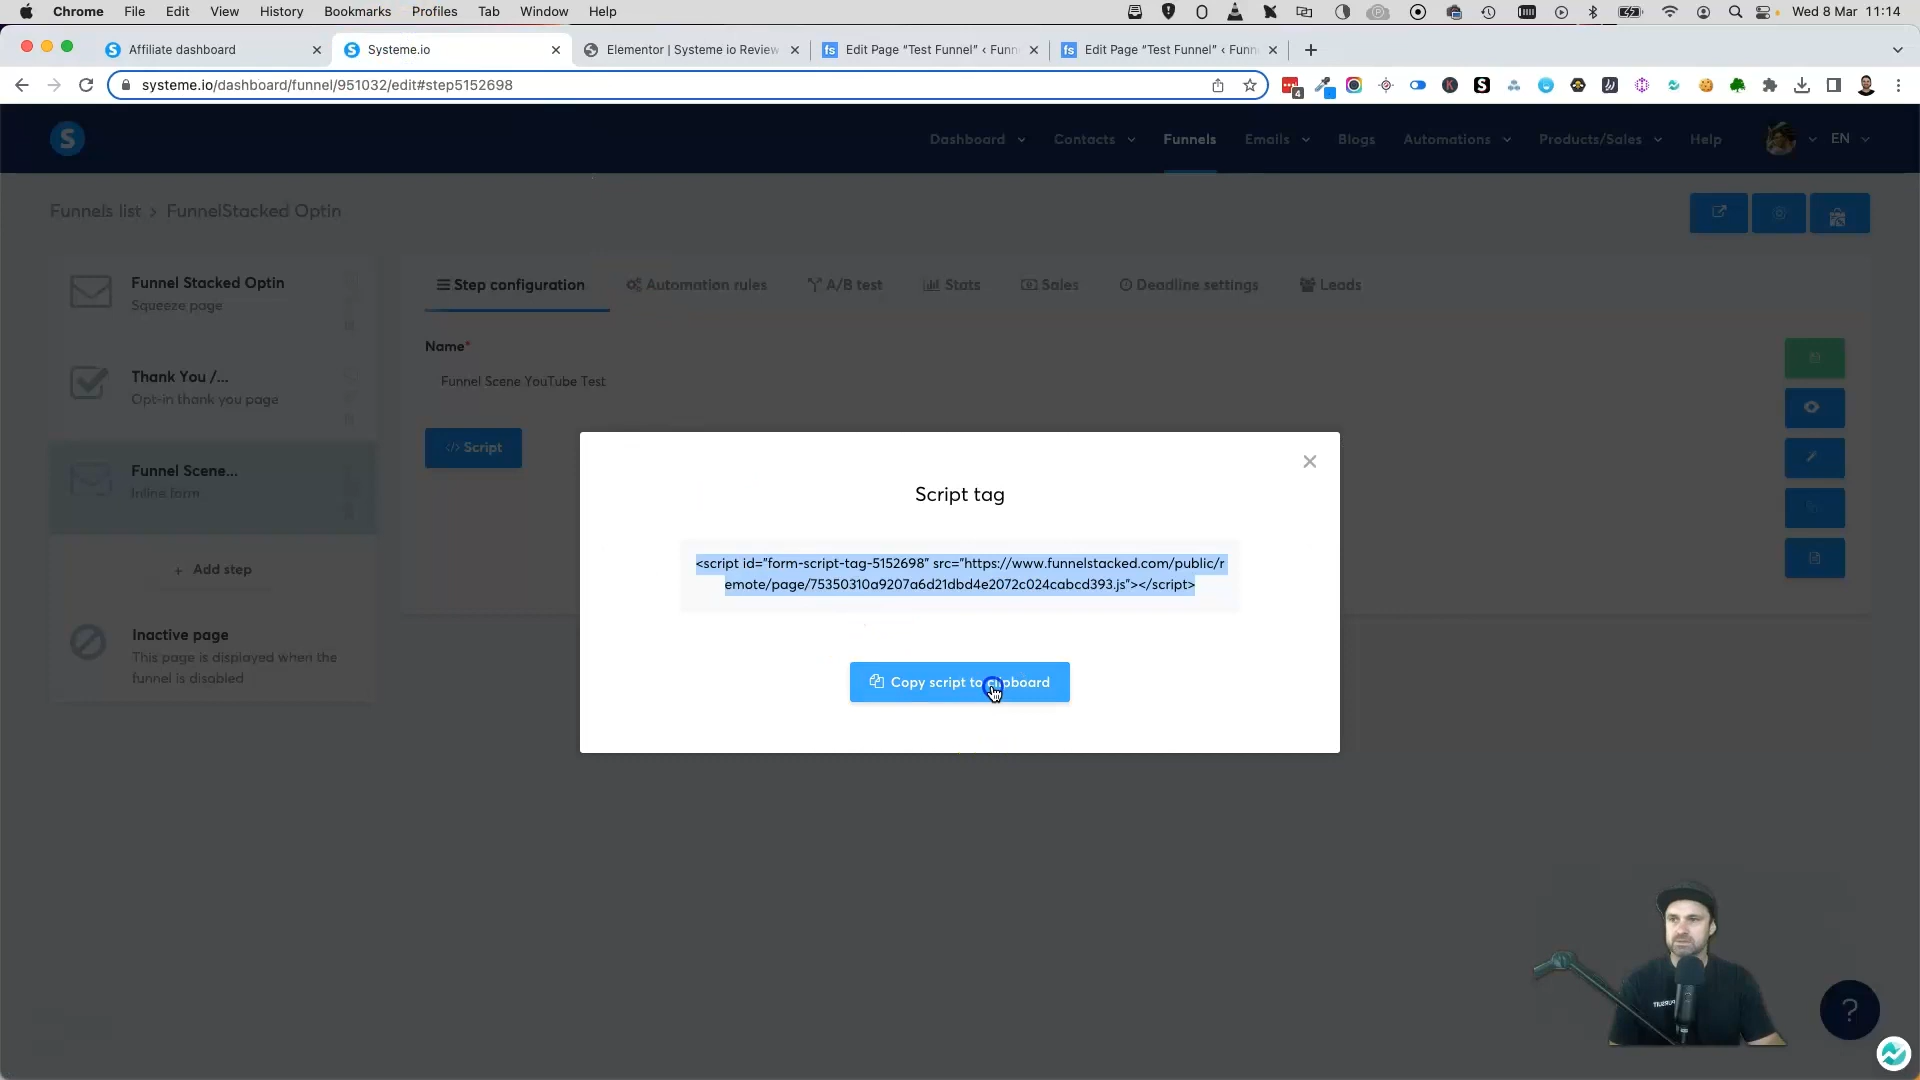 Chrome File Edit View History Bookmarks Profiles Tab Window Help Wed 8 Mar 11:14
Affiliate dashboard Systeme.io Elementor | Systeme io Review fs Edit Page “Test Funnel” ‹ Funn fs Edit Page “Test Funnel” ‹ Funn
systeme.io/dashboard/funnel/951032/edit#step5152698
S Dashboard Contacts Funnels Emails Blogs Automations Products/Sales Help EN
Funnels list > FunnelStacked Optin
Funnel Stacked Optin
Squeeze page
Step configuration Automation rules A/B test Stats Sales Deadline settings Leads
Name*
Thank You /...
Opt-in thank you page
Funnel Scene YouTube Test
</> Script
Funnel Scene...
Inline form
Script tag
<script id="form-script-tag-5152698" src="https://www.funnelstacked.com/public/r
emote/page/75350310a9207a6d21dbd4e2072c024cabcd393.js"></script>
+ Add step
Inactive page
This page is displayed when the
funnel is disabled
Copy script to clipboard
?